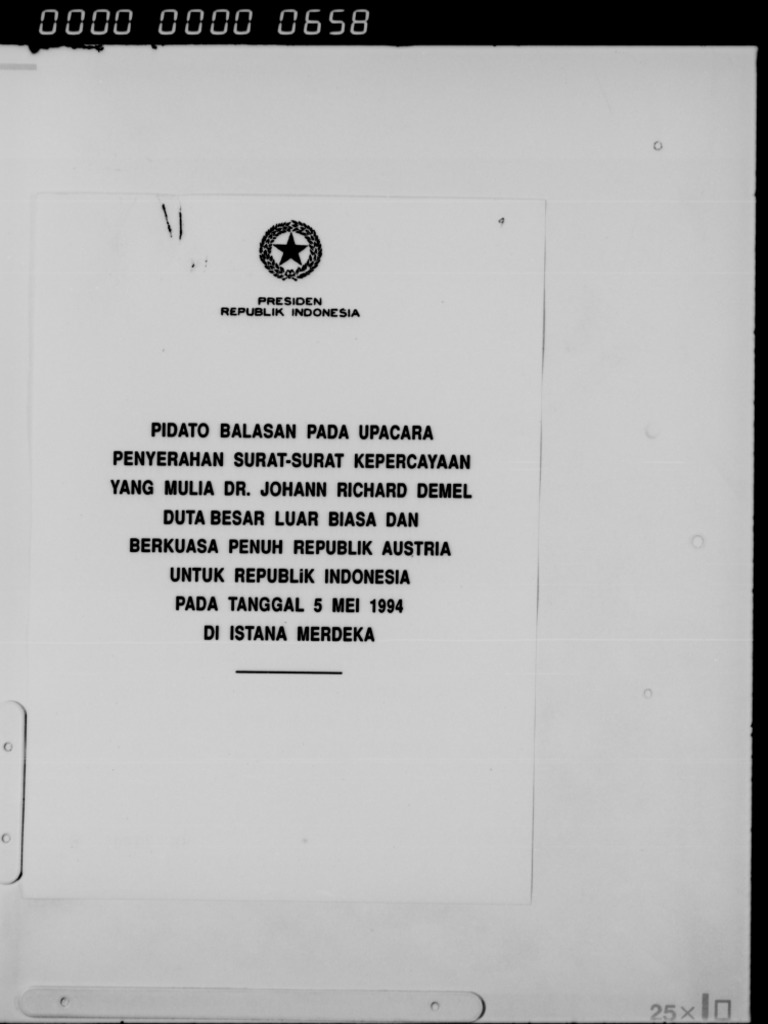 0000 0000 0658
PRESIDEN
REPUBLIK INDONESIA
PIDATO BALASAN PADA UPACARA
PENYERAHAN SURAT-SURAT KEPERCAYAAN
YANG MULIA DR. JOHANN RICHARD DEMEL
DUTA BESAR LUAR BIASA DAN
BERKUASA PENUH REPUBLIK AUSTRIA
UNTUK REPUBLiK INDONESIA
PADA TANGGAL 5 MEI 1994
DI ISTANA MERDEKA
25×